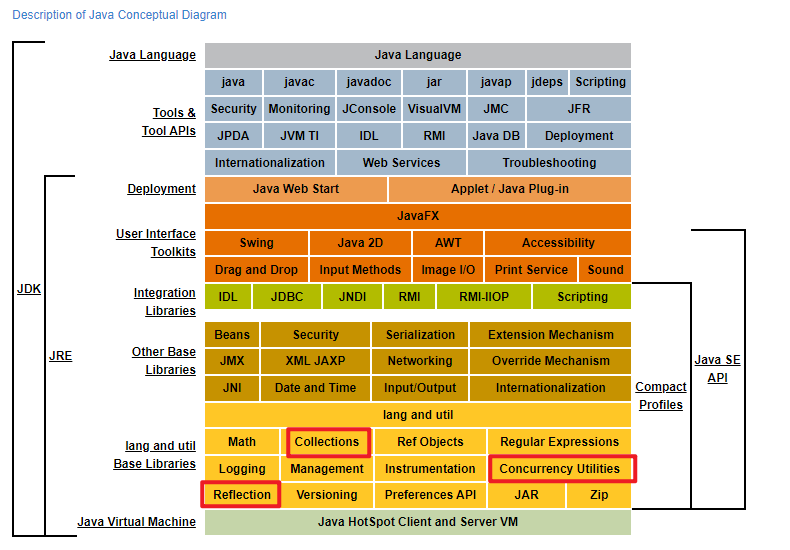 Description of Java Conceptual Diagram
Java Language
Java Language
Tools &
Tool APIs
java javac javadoc jar javap jdeps Scripting
Security Monitoring JConsole VisualVM JMC JFR
JPDA JVM TI IDL RMI Java DB Deployment
Internationalization Web Services Troubleshooting
Deployment
Java Web Start Applet / Java Plug-in
JavaFX
User Interface
Toolkits
Swing Java 2D AWT Accessibility
Drag and Drop Input Methods Image I/O Print Service Sound
Integration
Libraries
IDL JDBC JNDI RMI RMI-IIOP Scripting
JDK
JRE
Other Base
Libraries
Beans Security Serialization Extension Mechanism
JMX XML JAXP Networking Override Mechanism
JNI Date and Time Input/Output Internationalization
Java SE
API
Compact
Profiles
lang and util
lang and util
Base Libraries
Math Collections Ref Objects Regular Expressions
Logging Management Instrumentation Concurrency Utilities
Reflection Versioning Preferences API JAR Zip
Java Virtual Machine
Java HotSpot Client and Server VM